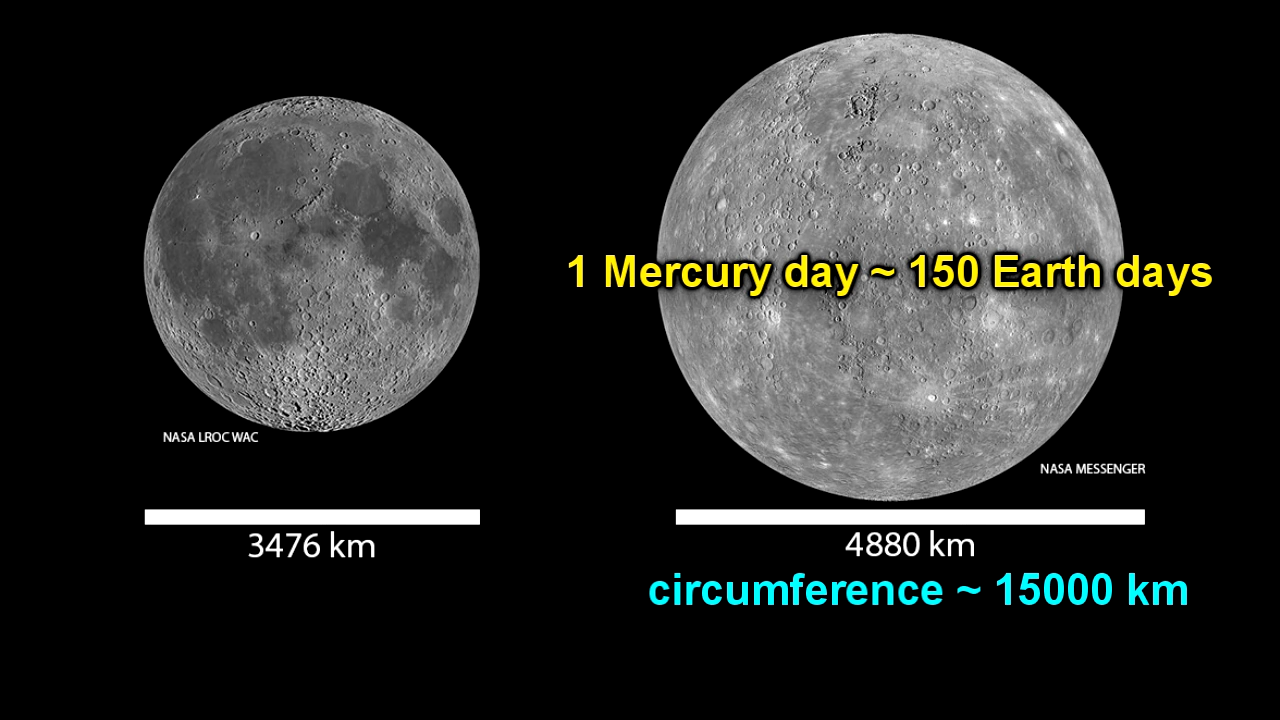 1 Mercury day ~ 150 Earth days
NASA LROC WAC
NASA MESSENGER
3476 km
4880 km
circumference ~ 15000 km